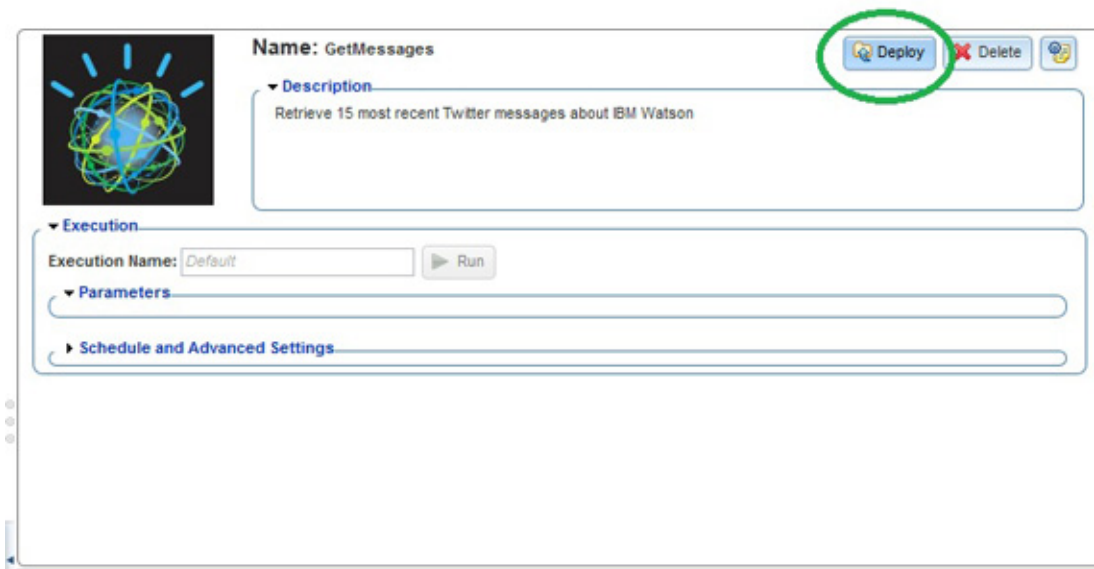 Name: GetMessages
Deploy
Delete
Description
Retrieve 15 most recent Twitter messages about IBM Watson
Execution
Execution Name: Default
Run
Parameters
Schedule and Advanced Settings